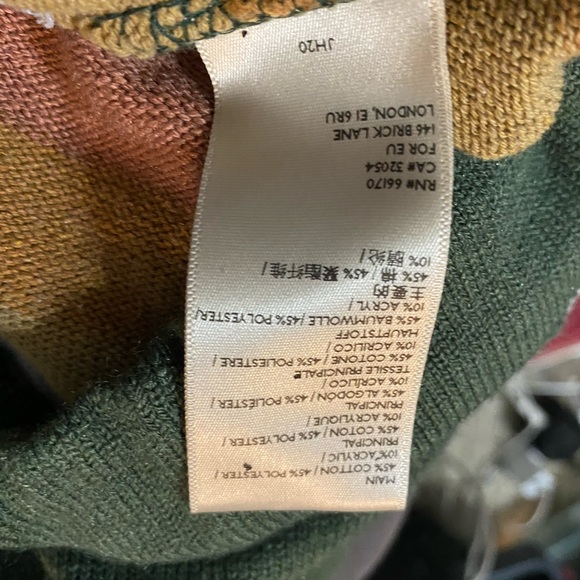 MAIN
45% COTTON / 45% POLYESTER /
10% ACRYLIC /
PRINCIPAL
45% COTON / 45% POLYESTER /
10% ACRYLIQUE /
PRINCIPAL
45% ALGODÓN / 45% POLIÉSTER /
10% ACRÍLICO /
TESSILE PRINCIPALE
45% COTONE / 45% POLIESTERE /
10% ACRILICO /
HAUPTSTOFF
45% BAUMWOLLE / 45% POLYESTER /
10% ACRYL /
主要的
45% 棉 / 45% 聚酯纤维 /
10% 腈纶 /
RN# 66170
CA# 32054
FOR EU
146 BRICK LANE
LONDON, E1 6RU
JH20